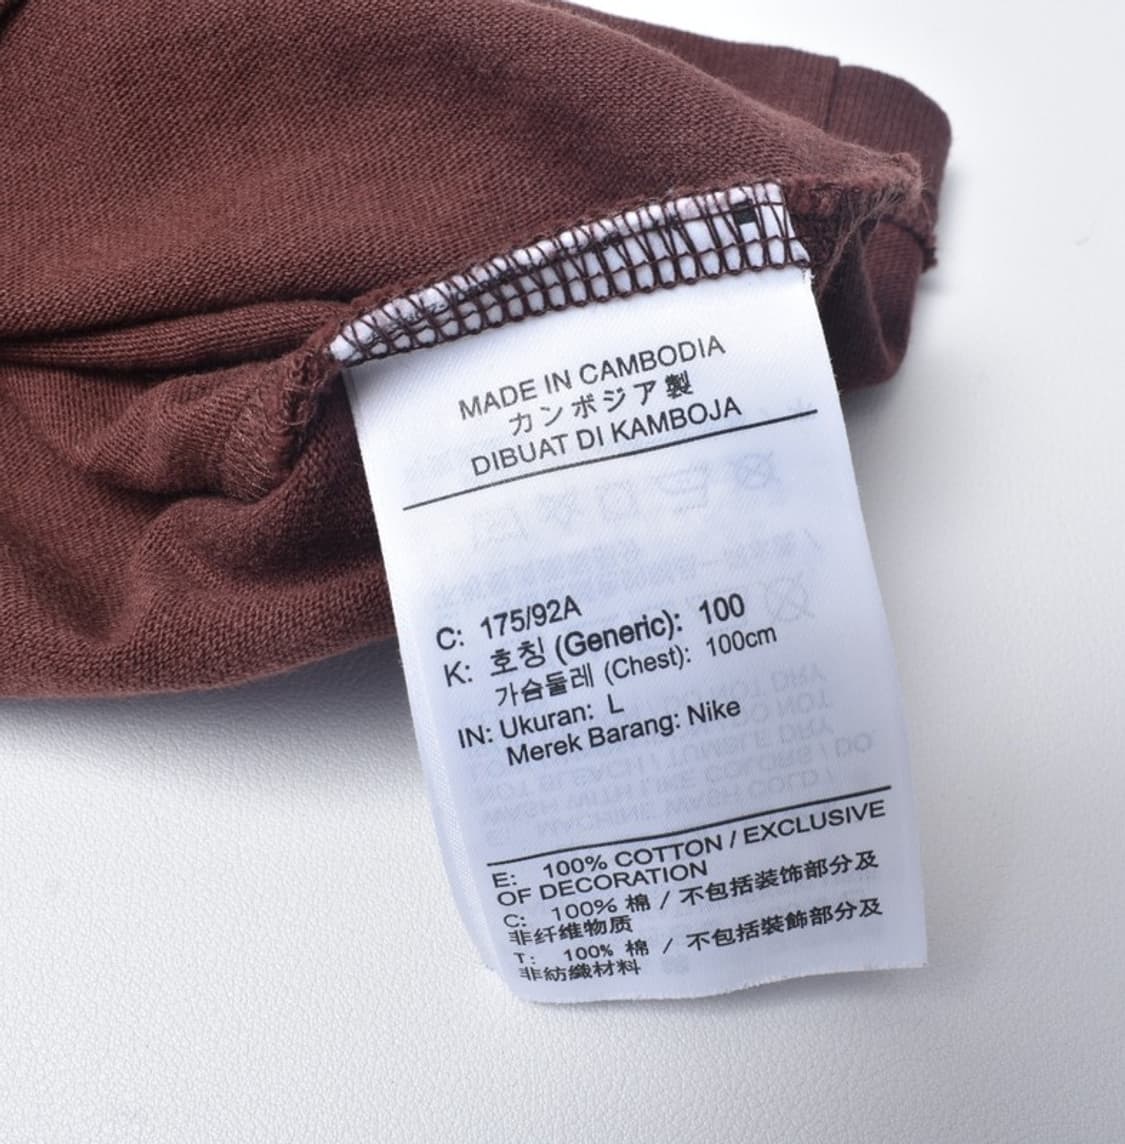 MADE IN CAMBODIA
カンボジア製
DIBUAT DI KAMBOJA
C: 175/92A
K: 호칭 (Generic): 100
가슴둘레 (Chest): 100cm
IN: Ukuran: L
Merek Barang: Nike
E: 100% COTTON / EXCLUSIVE
OF DECORATION
C: 100% 棉 / 不包括装饰部分及
非纤维物质
T: 100% 棉 / 不包括裝飾部分及
非紡織材料